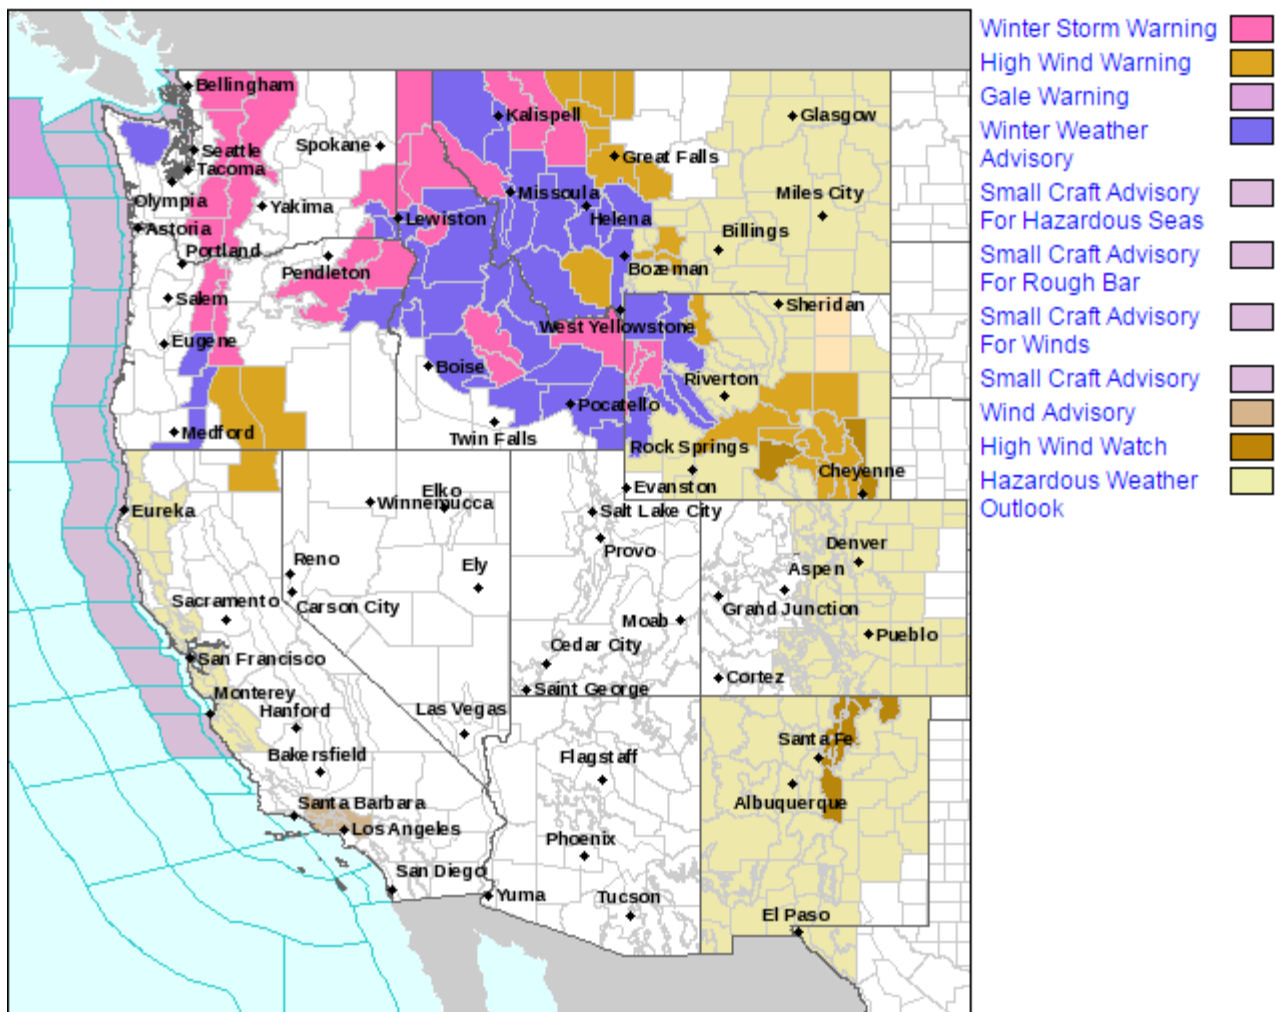 Winter Storm Warning
High Wind Warning
Gale Warning
Winter Weather
Advisory
Small Craft Advisory
For Hazardous Seas
Small Craft Advisory
For Rough Bar
Small Craft Advisory
For Winds
Small Craft Advisory
Wind Advisory
High Wind Watch
Hazardous Weather
Outlook
Bellingham
Kalispell
Glasgow
Seattle
Spokane
Great Falls
Tacoma
Olympia
Yakima
Missoula
Miles City
Astoria
Lewiston
Helena
Portland
Billings
Pendleton
Bozeman
Salem
Sheridan
Eugene
West Yellowstone
Boise
Riverton
Pocatello
Medford
Twin Falls
Rock Springs
Cheyenne
Evanston
Elko
Winnemucca
Eureka
Salt Lake City
Provo
Denver
Reno
Ely
Aspen
Sacramento
Carson City
Grand Junction
Moab
Pueblo
Cedar City
San Francisco
Cortez
Saint George
Monterey
Hanford
Las Vegas
Santa Fe
Bakersfield
Flagstaff
Santa Barbara
Albuquerque
Los Angeles
Phoenix
San Diego
Yuma
Tucson
El Paso